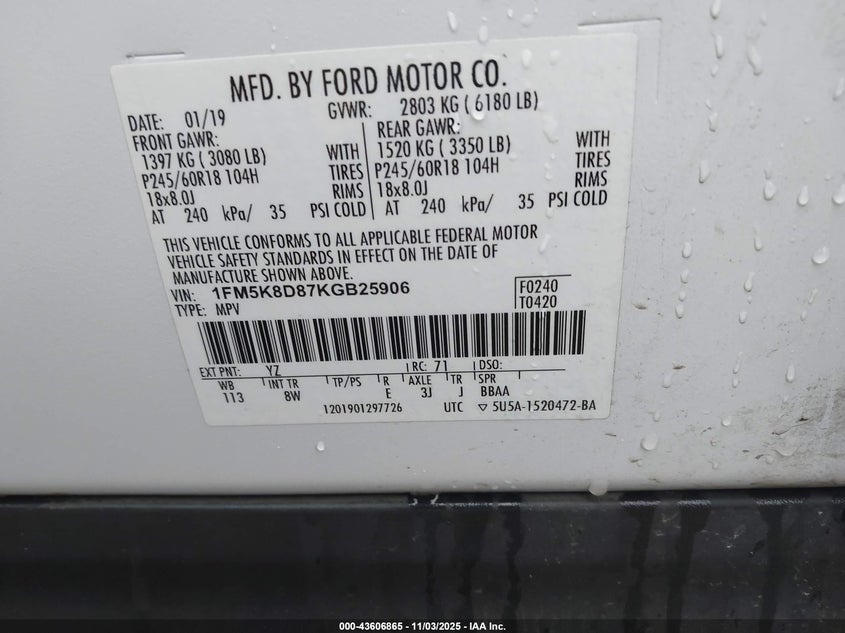 MFD. BY FORD MOTOR CO.
DATE: 01/19 GVWR: 2803 KG ( 6180 LB)
FRONT GAWR: REAR GAWR:
1397 KG ( 3080 LB) WITH 1520 KG ( 3350 LB) WITH
P245/60R18 104H TIRES P245/60R18 104H TIRES
18x8.0J RIMS 18x8.0J RIMS
AT 240 kPa/ 35 PSI COLD AT 240 kPa/ 35 PSI COLD
THIS VEHICLE CONFORMS TO ALL APPLICABLE FEDERAL MOTOR
VEHICLE SAFETY STANDARDS IN EFFECT ON THE DATE OF
MANUFACTURE SHOWN ABOVE.
VIN: 1FM5K8D87KGB25906 F0240
TYPE: MPV T0420
EXT PNT: YZ RC: 71 DSO:
WB INT TR TP/PS R AXLE TR SPR
113 8W E 3J J BBAA
1201901297726 UTC ▽ 5U5A-1520472-BA
000-43606865 - 11/03/2025 - IAA Inc.